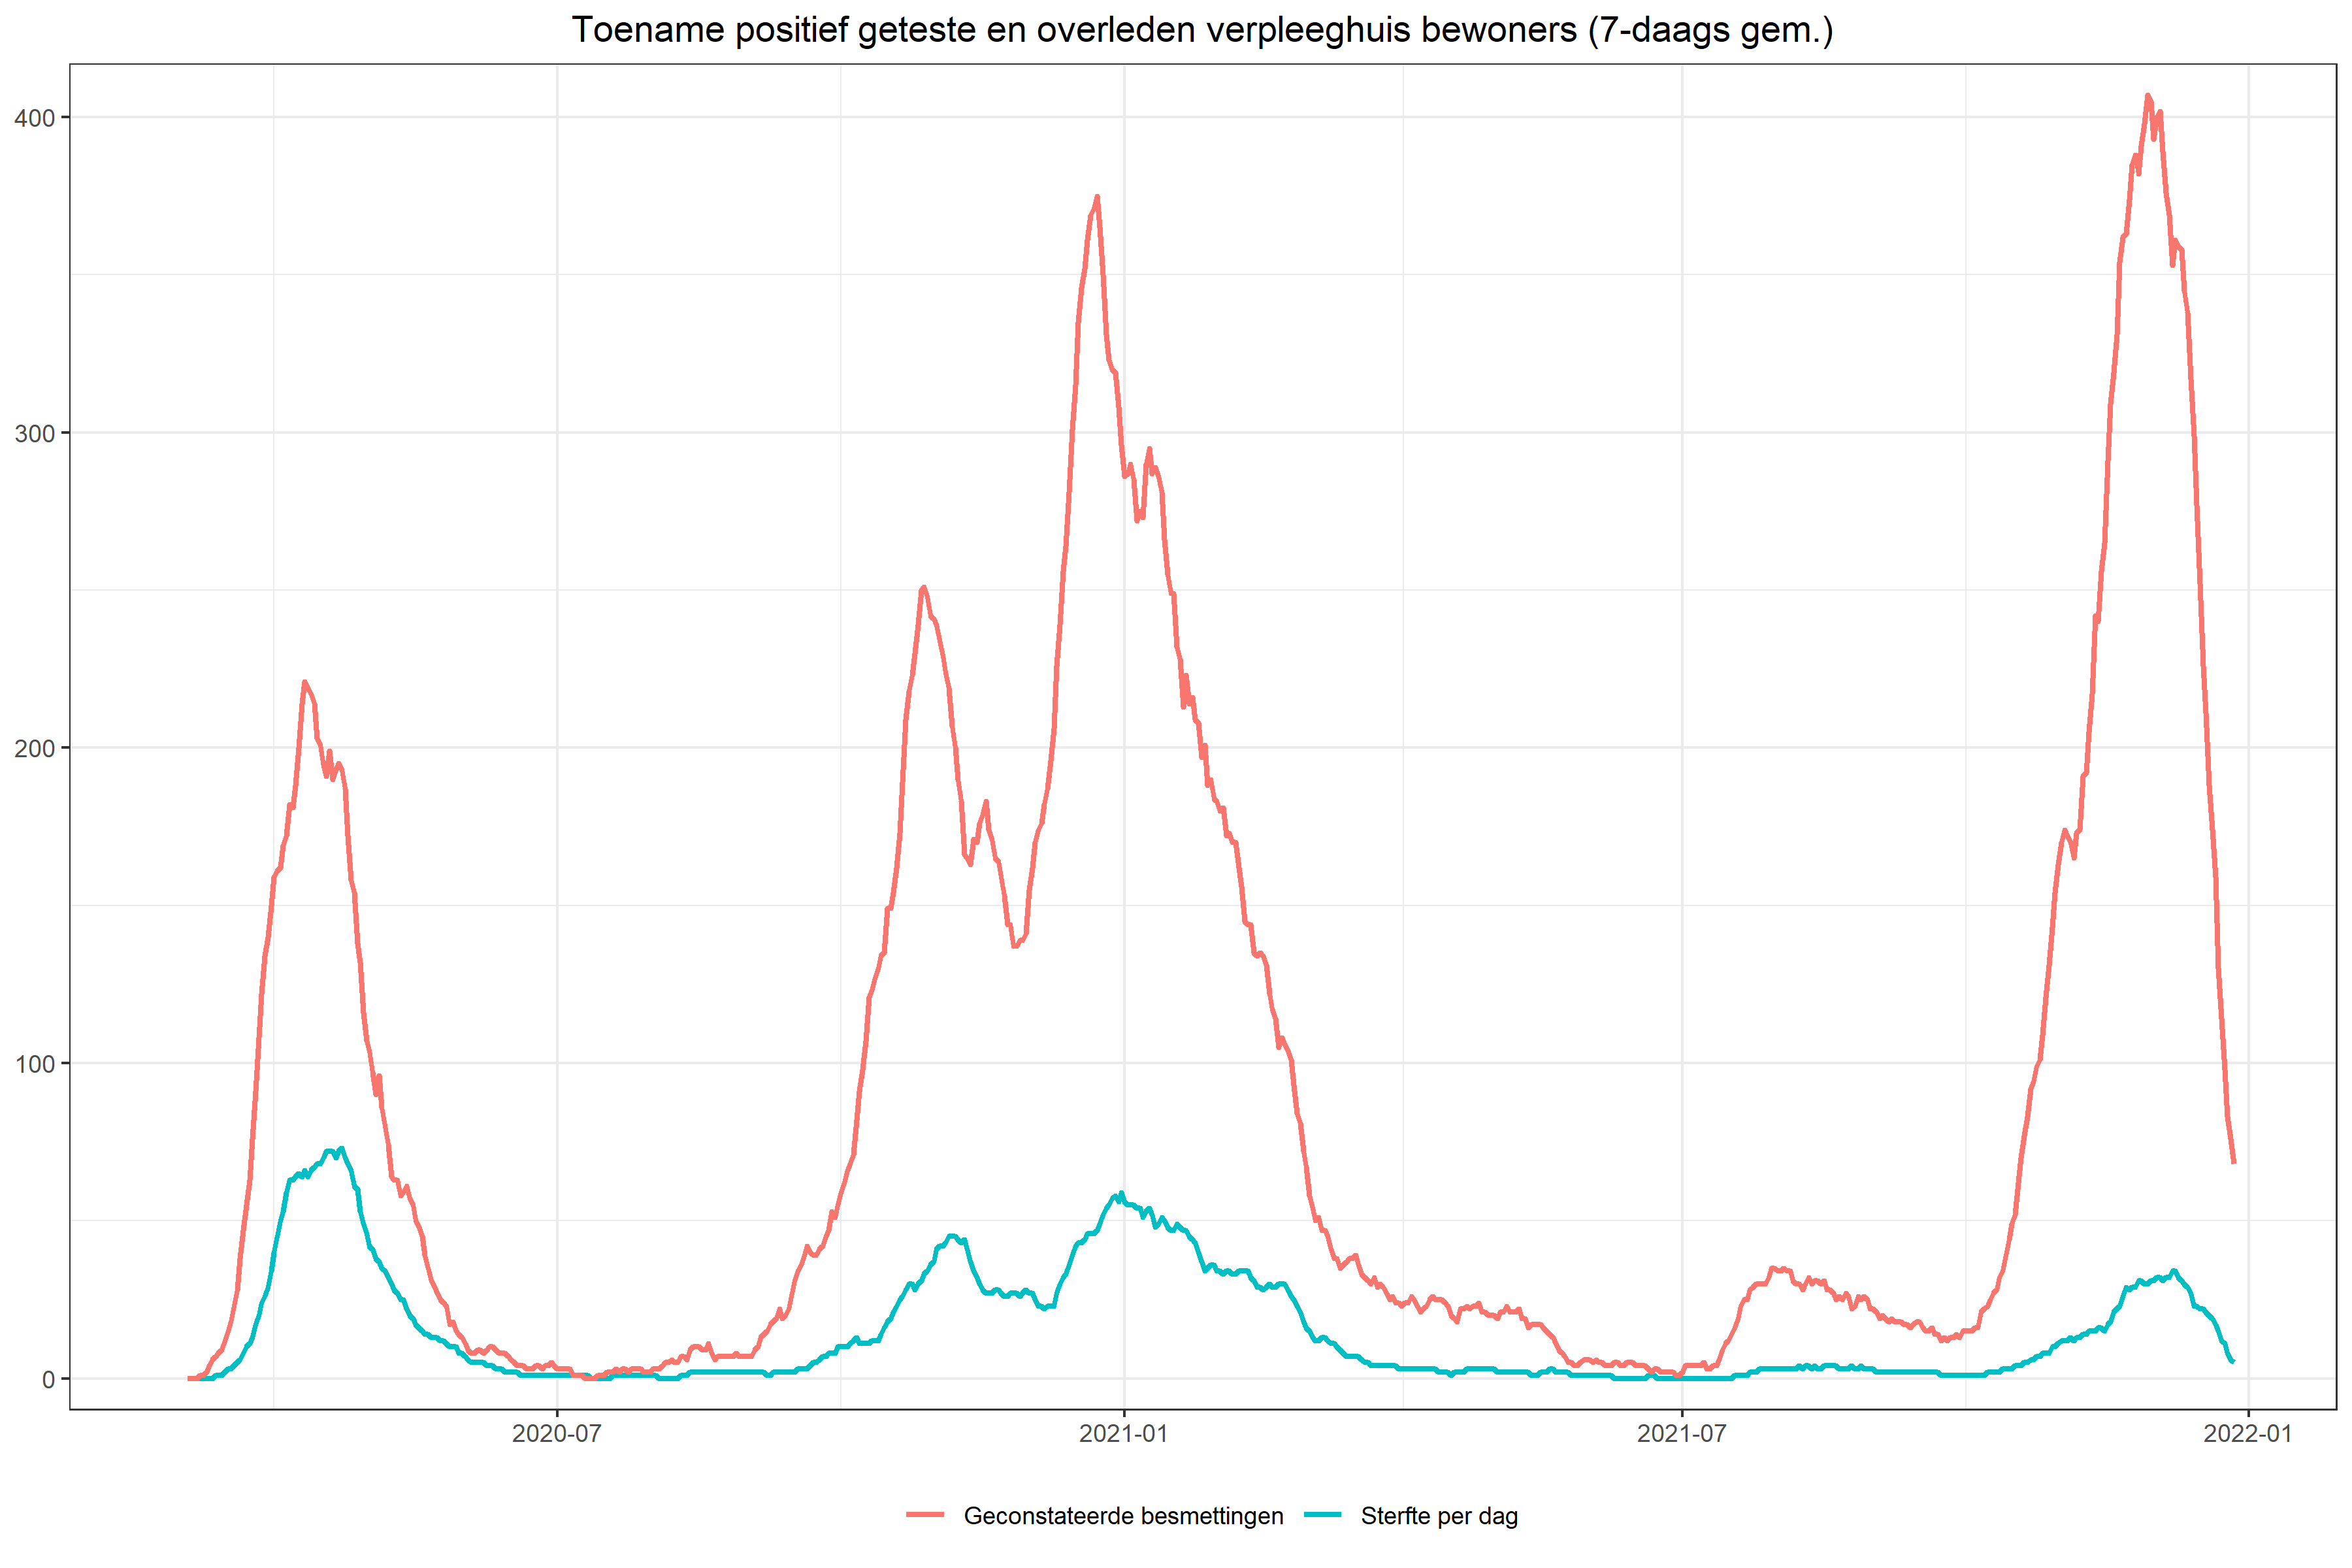 Toename positief geteste en overleden verpleeghuis bewoners (7-daags gem.)
400
300
200
100
0
2020-07 2021-01 2021-07 2022-01
Geconstateerde besmettingen Sterfte per dag